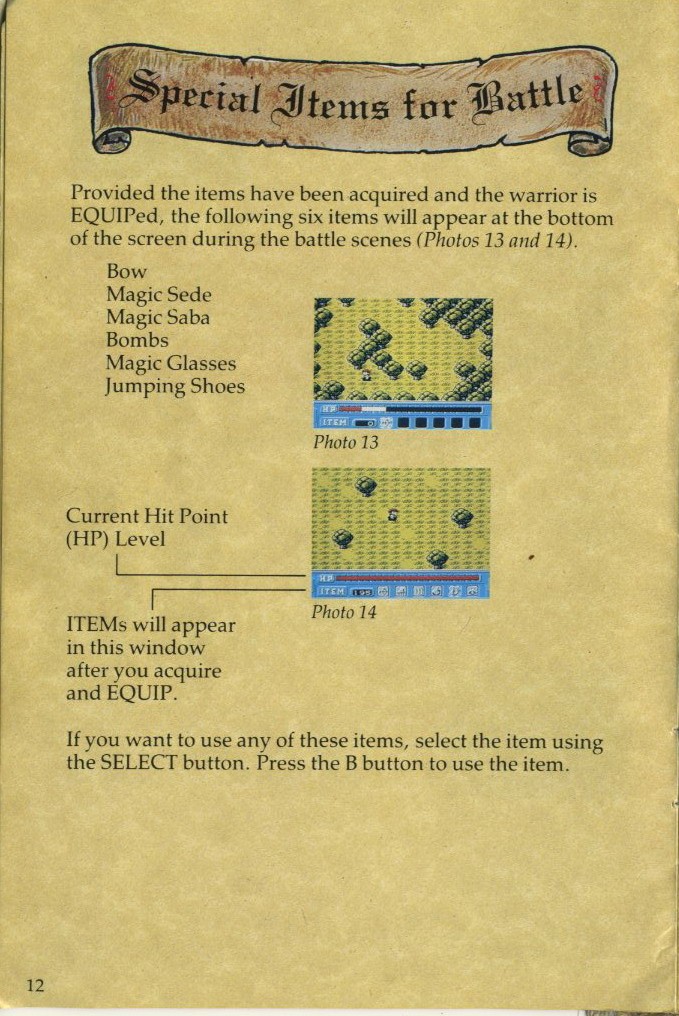 Special Items for Battle
Provided the items have been acquired and the warrior is
EQUIPed, the following six items will appear at the bottom
of the screen during the battle scenes (Photos 13 and 14).
Bow
Magic Sede
Magic Saba
Bombs
Magic Glasses
Jumping Shoes
HP
ITEM 0
Photo 13
Current Hit Point
(HP) Level
HP
ITEM 195
Photo 14
ITEMs will appear
in this window
after you acquire
and EQUIP.
If you want to use any of these items, select the item using
the SELECT button. Press the B button to use the item.
12